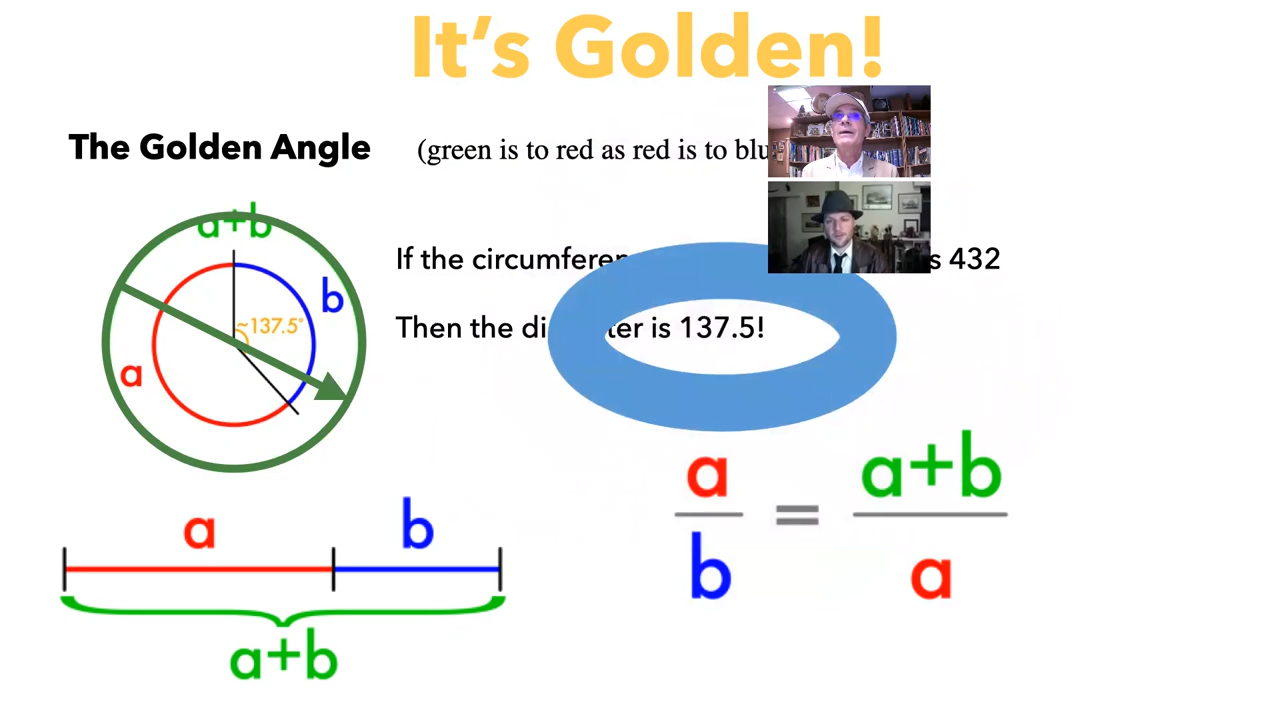 It's Golden!
The Golden Angle
(green is to red as red is to blu
a+b
b
~137.5°
a
If the circumferen s 432
Then the di ter is 137.5!
a
b
a+b
a
b
=
a+b
a